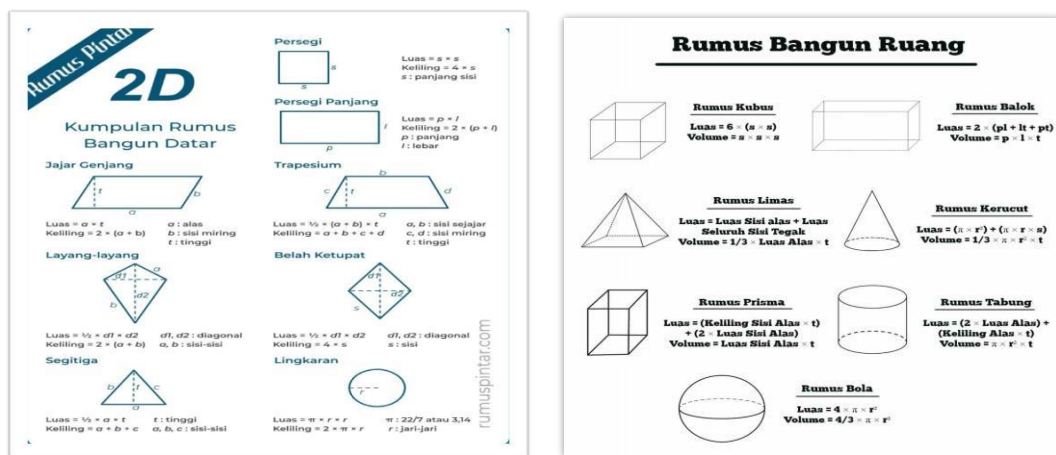 Rumus Pintar
2D
Kumpulan Rumus
Bangun Datar
Persegi
s
s
Luas = s × s
Keliling = 4 × s
s : panjang sisi
Persegi Panjang
l
p
Luas = p × l
Keliling = 2 × (p + l)
p : panjang
l : lebar
Jajar Genjang
t
b
a
Luas = a × t
Keliling = 2 × (a + b)
a : alas
b : sisi miring
t : tinggi
Trapesium
b
c
t
d
a
Luas = ½ × (a + b) × t
Keliling = a + b + c + d
a, b : sisi sejajar
c, d : sisi miring
t : tinggi
Layang-layang
a
d1
d2
b
Luas = ½ × d1 × d2
Keliling = 2 × (a + b)
d1, d2 : diagonal
a, b : sisi-sisi
Belah Ketupat
d1
d2
s
Luas = ½ × d1 × d2
Keliling = 4 × s
d1, d2 : diagonal
s : sisi
Segitiga
b
t
c
a
Luas = ½ × a × t
Keliling = a + b + c
t : tinggi
a, b, c : sisi-sisi
Lingkaran
r
Luas = π × r × r
Keliling = 2 × π × r
π : 22/7 atau 3,14
r : jari-jari
rumuspintar.com
Rumus Bangun Ruang
Rumus Kubus
Luas = 6 × (s × s)
Volume = s × s × s
Rumus Balok
Luas = 2 × (pl + lt + pt)
Volume = p × l × t
Rumus Limas
Luas = Luas Sisi alas + Luas
Seluruh Sisi Tegak
Volume = 1/3 × Luas Alas × t
Rumus Kerucut
Luas = (π × r²) + (π × r × s)
Volume = 1/3 × π × r² × t
Rumus Prisma
Luas = (Keliling Sisi Alas × t)
+ (2 × Luas Sisi Alas)
Volume = Luas Sisi Alas × t
Rumus Tabung
Luas = (2 × Luas Alas) +
(Keliling Alas × t)
Volume = π × r² × t
Rumus Bola
Luas = 4 × π × r²
Volume = 4/3 × π × r³